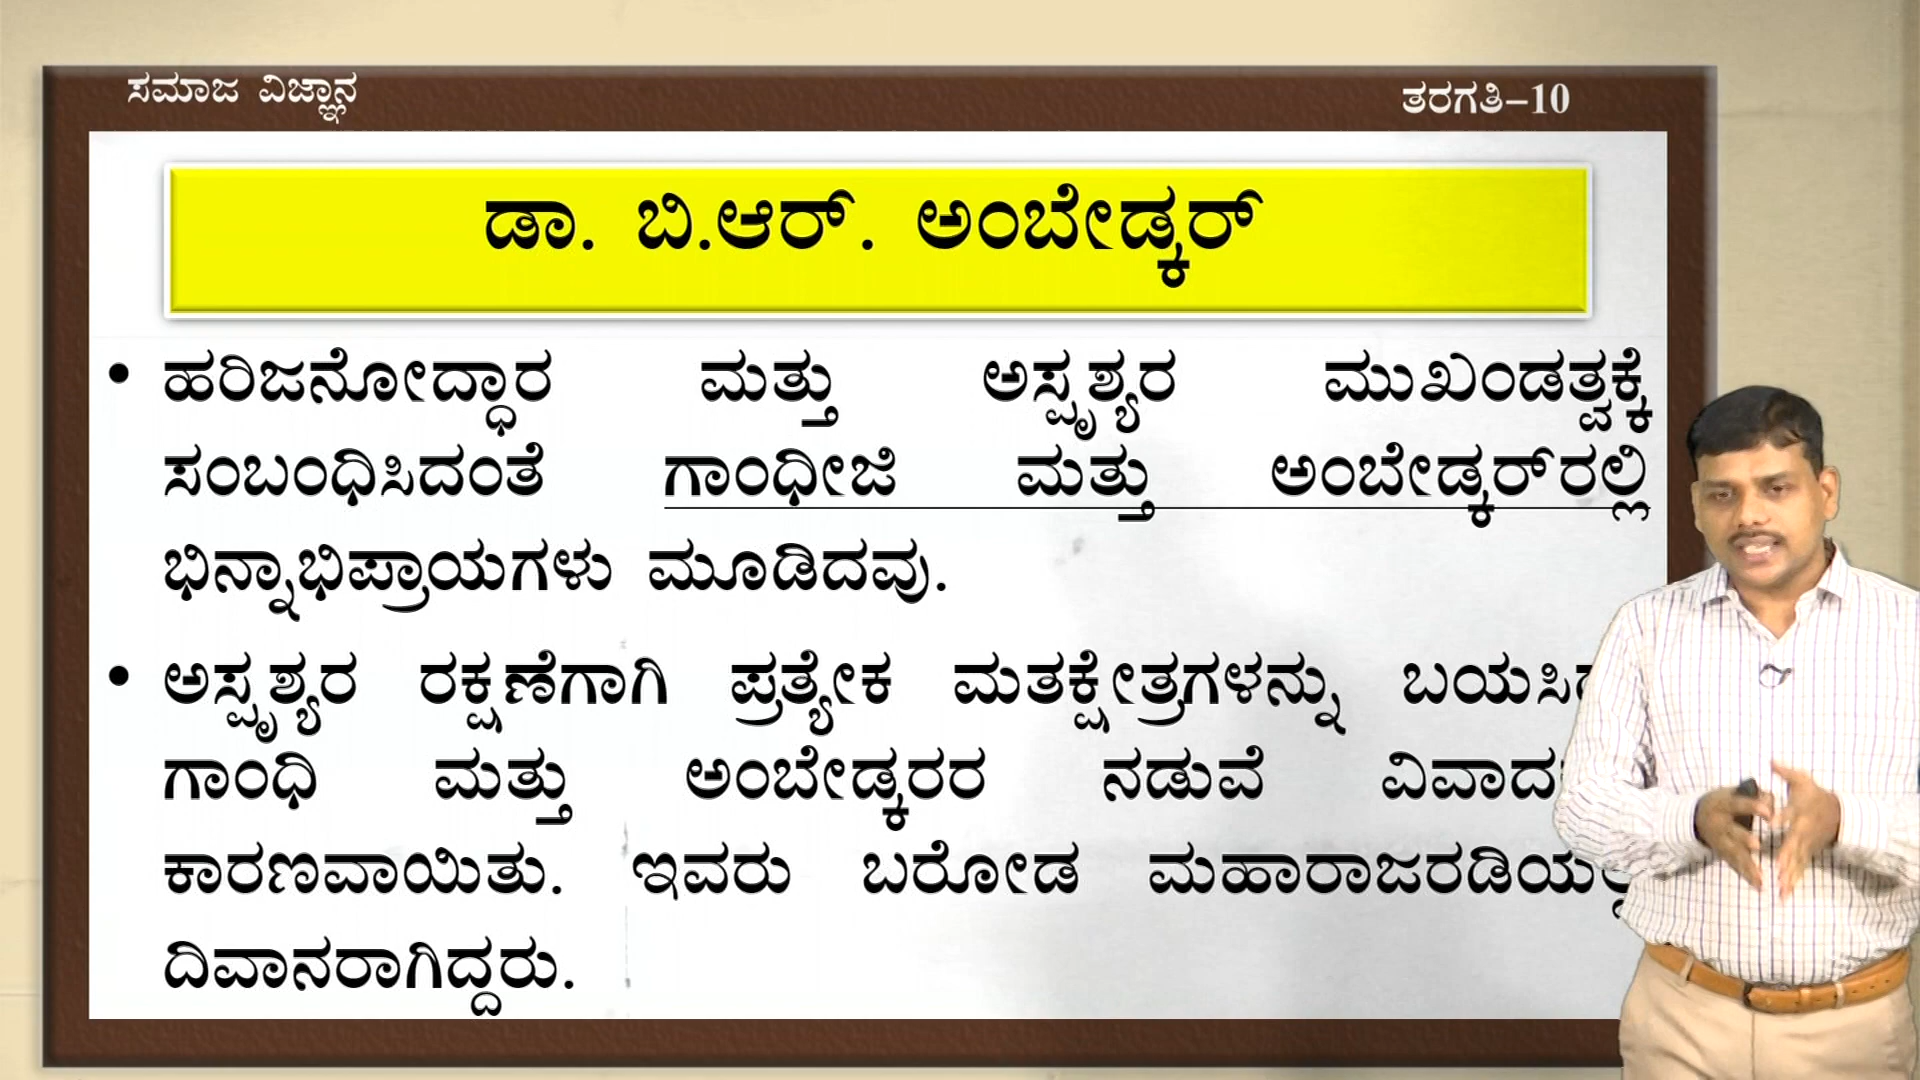 ಸಮಾಜ ವಿಜ್ಞಾನ
ತರಗತಿ-10
ಡಾ. ಬಿ.ಆರ್. ಅಂಬೇಡ್ಕರ್
• ಹರಿಜನೋದ್ಧಾರ ಮತ್ತು ಅಸ್ಪೃಶ್ಯರ ಮುಖಂಡತ್ವಕ್ಕೆ
ಸಂಬಂಧಿಸಿದಂತೆ ಗಾಂಧೀಜಿ ಮತ್ತು ಅಂಬೇಡ್ಕರ್‌ರಲ್ಲಿ
ಭಿನ್ನಾಭಿಪ್ರಾಯಗಳು ಮೂಡಿದವು.
• ಅಸ್ಪೃಶ್ಯರ ರಕ್ಷಣೆಗಾಗಿ ಪ್ರತ್ಯೇಕ ಮತಕ್ಷೇತ್ರಗಳನ್ನು
ಗಾಂಧಿ ಮತ್ತು ಅಂಬೇಡ್ಕರರ ನಡುವೆ
ಕಾರಣವಾಯಿತು. ಇವರು ಬರೋಡ
ದಿವಾನರಾಗಿದ್ದರು.